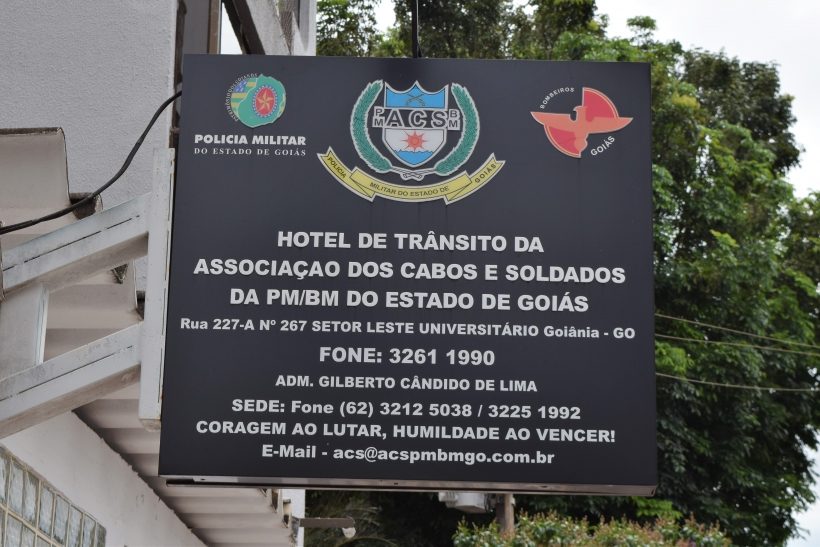 POLICIA MILITAR
DO ESTADO DE GOIÁS
PM ACS BM
POLICIA MILITAR DO ESTADO DE GOIÁS
BOMBEIROS
GOIÁS
HOTEL DE TRÂNSITO DA
ASSOCIAÇAO DOS CABOS E SOLDADOS
DA PM/BM DO ESTADO DE GOIÁS
Rua 227-A Nº 267 SETOR LESTE UNIVERSITÁRIO Goiânia - GO
FONE: 3261 1990
ADM. GILBERTO CÂNDIDO DE LIMA
SEDE: Fone (62) 3212 5038 / 3225 1992
CORAGEM AO LUTAR, HUMILDADE AO VENCER!
E-Mail - acs@acspmbmgo.com.br